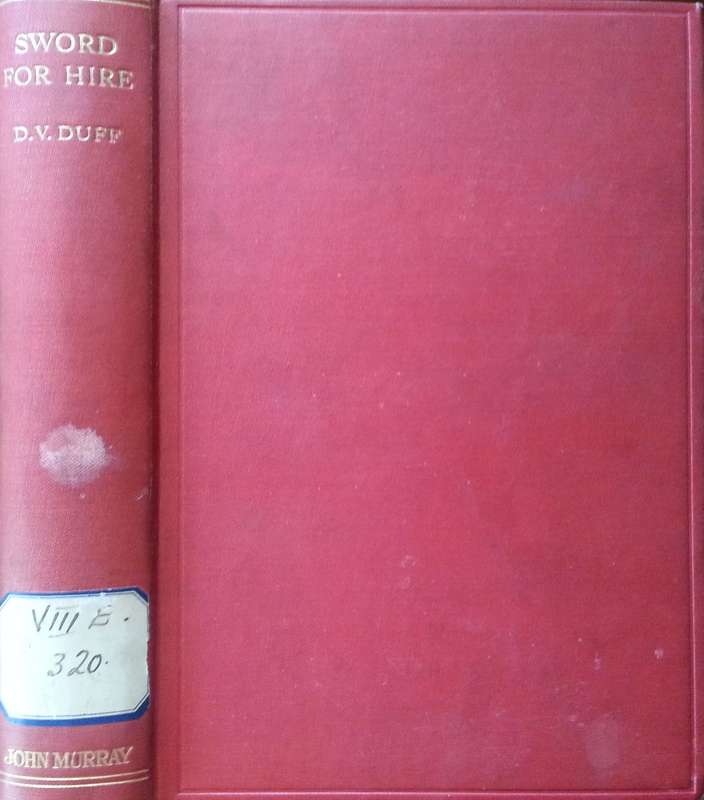 SWORD
FOR HIRE
D.V. DUFF
VIII E.
320.
JOHN MURRAY